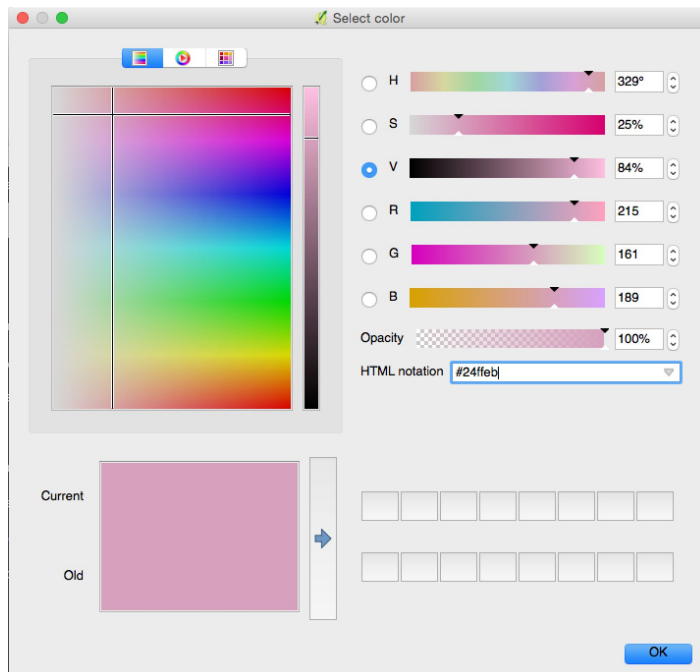 Select color
H 329°
S 25%
V 84%
R 215
G 161
B 189
Opacity 100%
HTML notation #24ffeb
Current
Old
OK